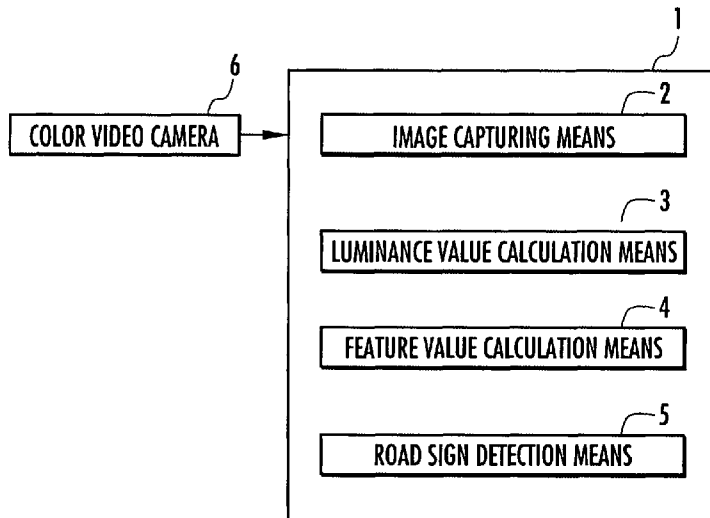 1
6
2
COLOR VIDEO CAMERA
IMAGE CAPTURING MEANS
3
LUMINANCE VALUE CALCULATION MEANS
4
FEATURE VALUE CALCULATION MEANS
5
ROAD SIGN DETECTION MEANS